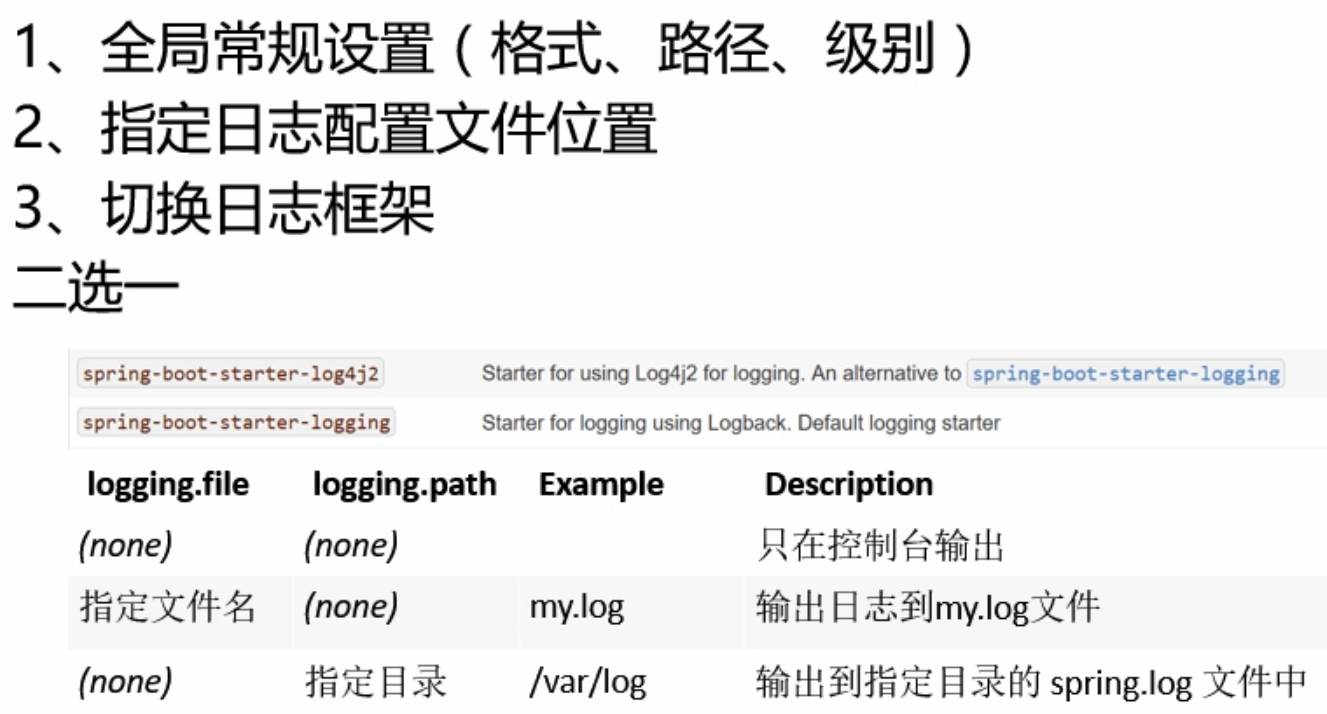 1、全局常规设置（格式、路径、级别）
2、指定日志配置文件位置
3、切换日志框架
二选一
spring-boot-starter-log4j2 Starter for using Log4j2 for logging. An alternative to spring-boot-starter-logging
spring-boot-starter-logging Starter for logging using Logback. Default logging starter
logging.file logging.path Example Description
(none) (none) 只在控制台输出
指定文件名 (none) my.log 输出日志到my.log文件
(none) 指定目录 /var/log 输出到指定目录的 spring.log 文件中